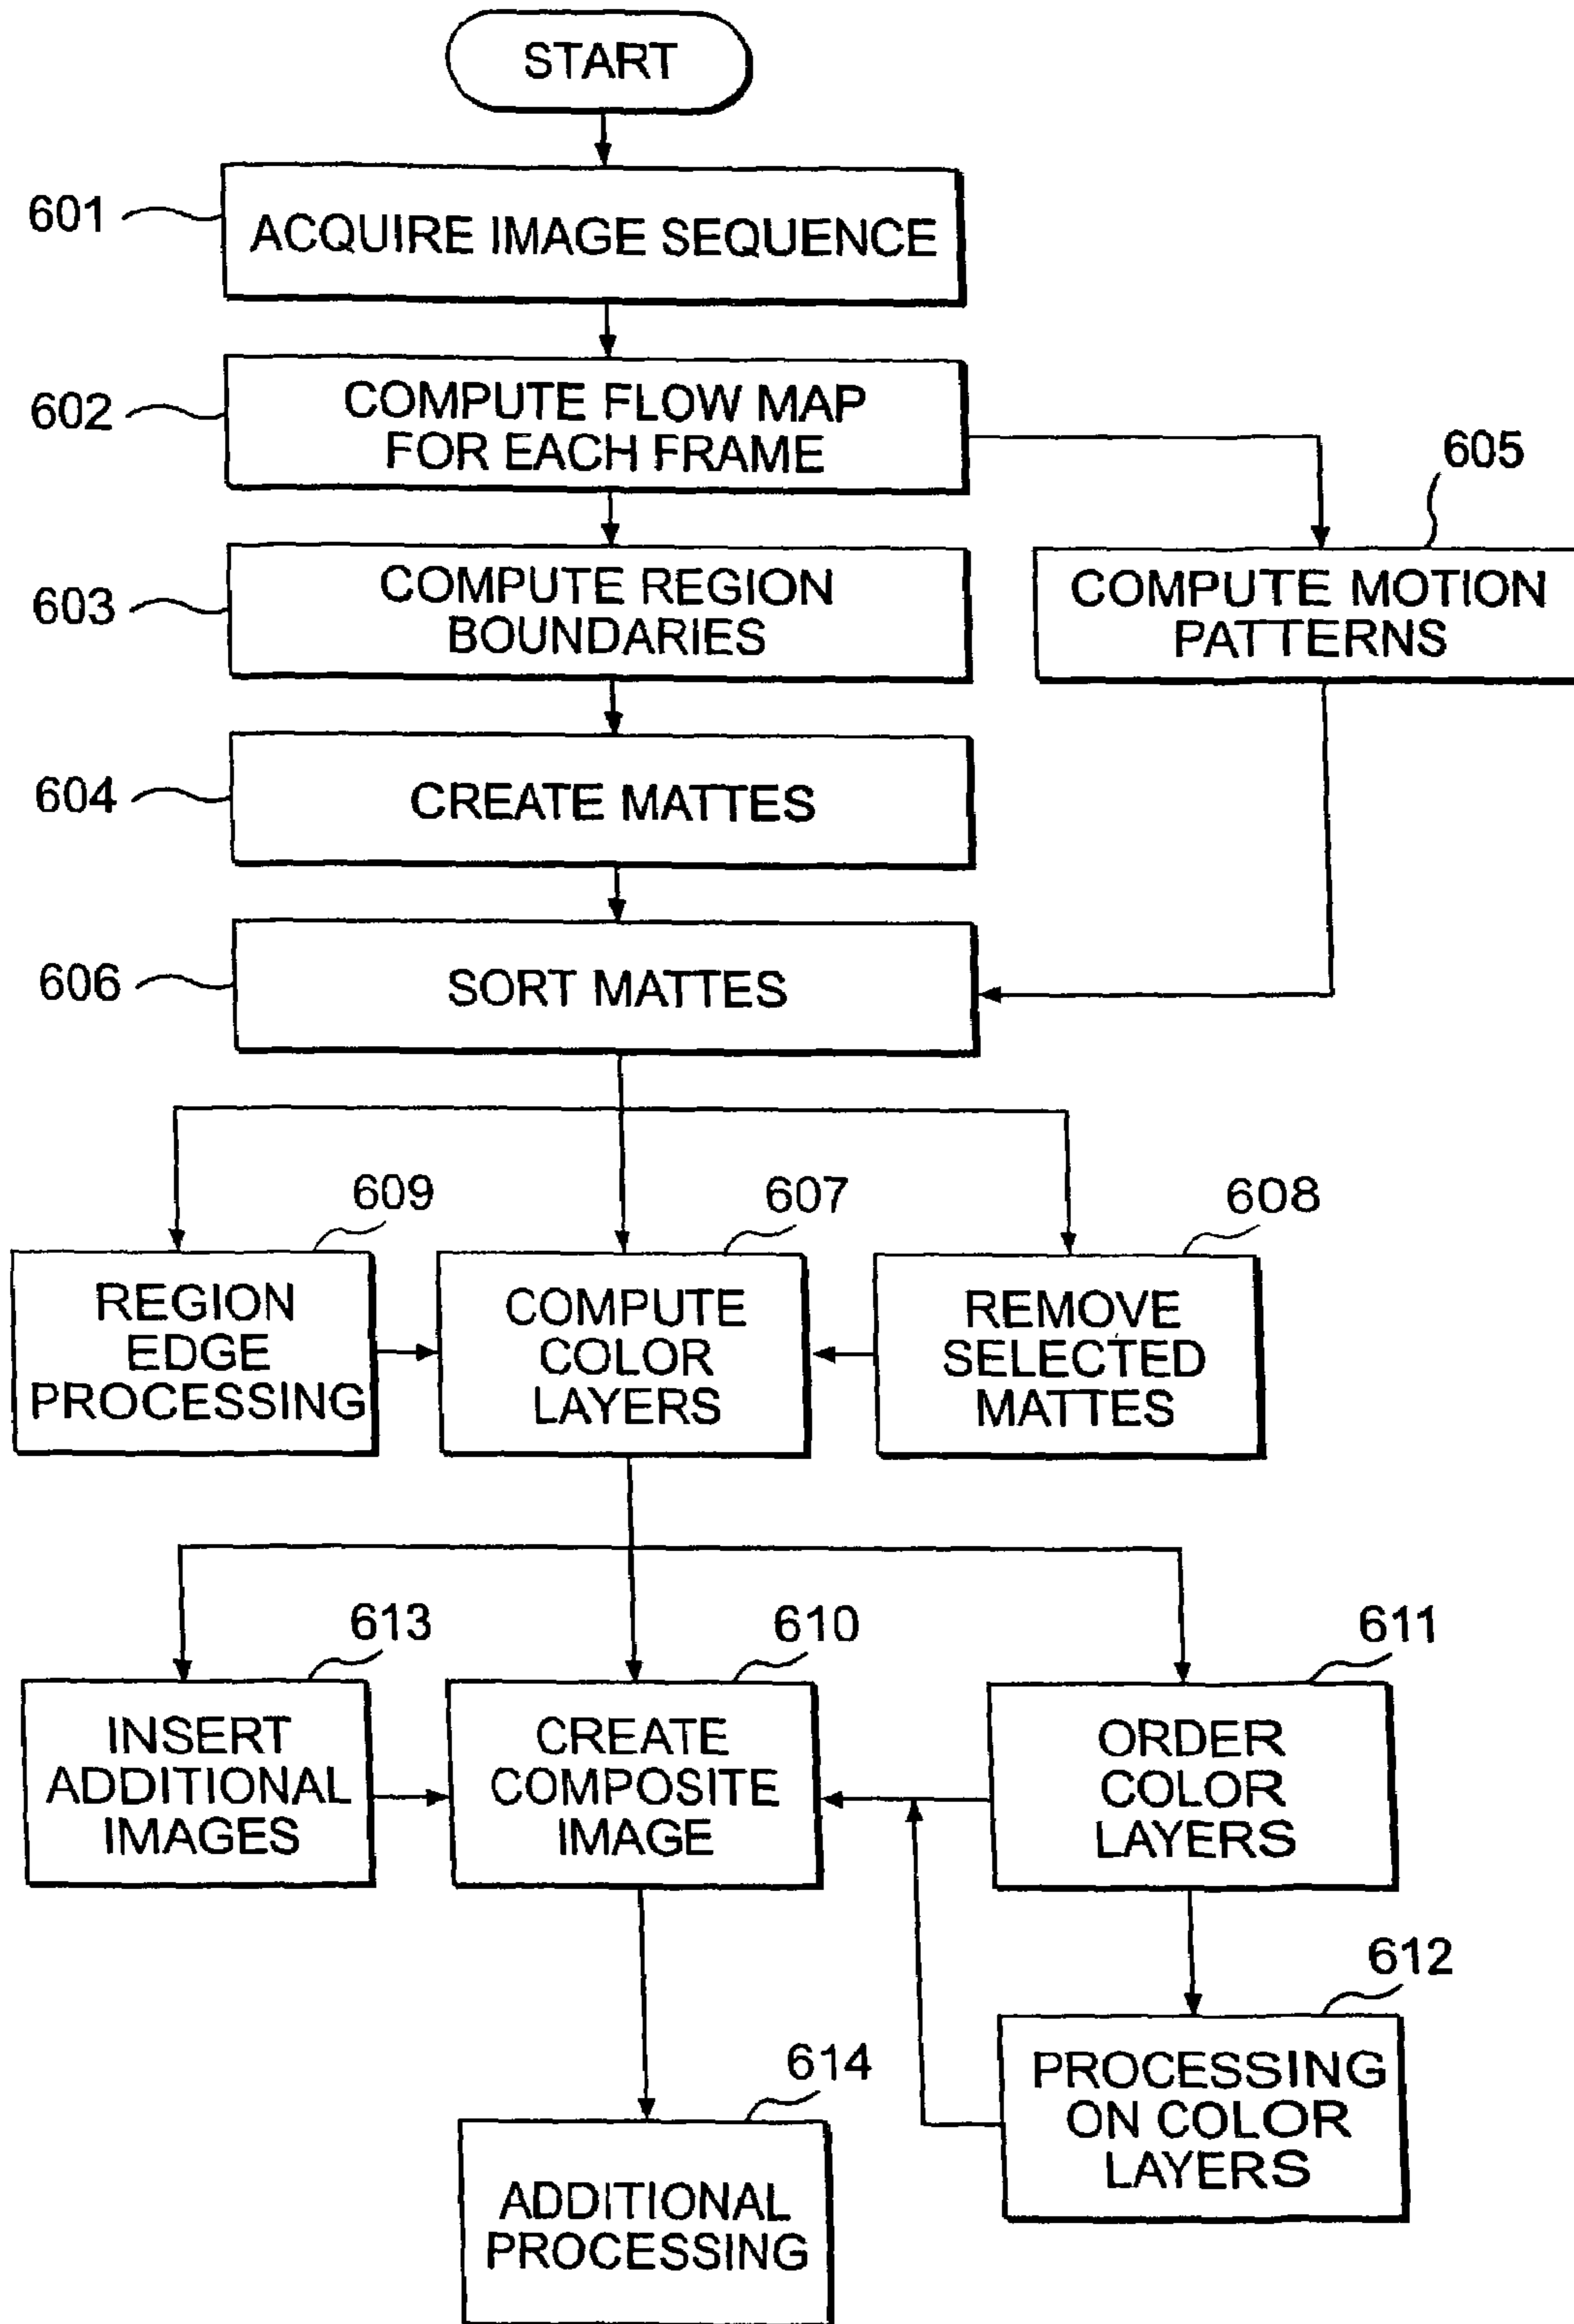 START
601
ACQUIRE IMAGE SEQUENCE
602
COMPUTE FLOW MAP
FOR EACH FRAME
605
603
COMPUTE REGION
BOUNDARIES
COMPUTE MOTION
PATTERNS
604
CREATE MATTES
606
SORT MATTES
609
607
608
REGION
EDGE
PROCESSING
COMPUTE
COLOR
LAYERS
REMOVE
SELECTED
MATTES
613
610
611
INSERT
ADDITIONAL
IMAGES
CREATE
COMPOSITE
IMAGE
ORDER
COLOR
LAYERS
612
614
PROCESSING
ON COLOR
LAYERS
ADDITIONAL
PROCESSING